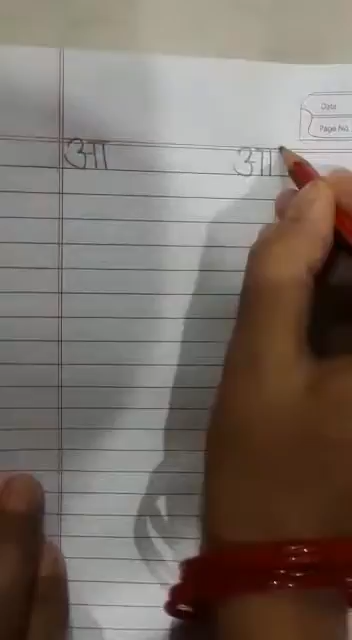 Date
Page No.
आ आ